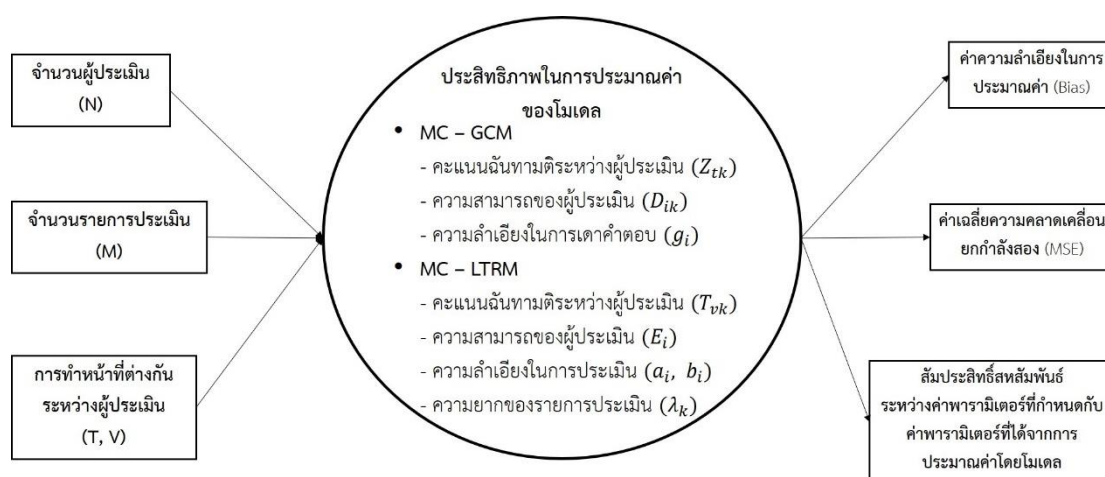 จำนวนผู้ประเมิน
(N)
จำนวนรายการประเมิน
(M)
การทำหน้าที่ต่างกัน
ระหว่างผู้ประเมิน
(T, V)
ประสิทธิภาพในการประมาณค่า
ของโมเดล
• MC – GCM
- คะแนนฉันทามติระหว่างผู้ประเมิน (Z_{tk})
- ความสามารถของผู้ประเมิน (D_{ik})
- ความลำเอียงในการเดาคำตอบ (g_i)
• MC – LTRM
- คะแนนฉันทามติระหว่างผู้ประเมิน (T_{vk})
- ความสามารถของผู้ประเมิน (E_i)
- ความลำเอียงในการประเมิน (a_i, b_i)
- ความยากของรายการประเมิน (λ_k)
ค่าความลำเอียงในการ
ประมาณค่า (Bias)
ค่าเฉลี่ยความคลาดเคลื่อน
ยกกำลังสอง (MSE)
สัมประสิทธิ์สหสัมพันธ์
ระหว่างค่าพารามิเตอร์ที่กำหนดกับ
ค่าพารามิเตอร์ที่ได้จากการ
ประมาณค่าโดยโมเดล